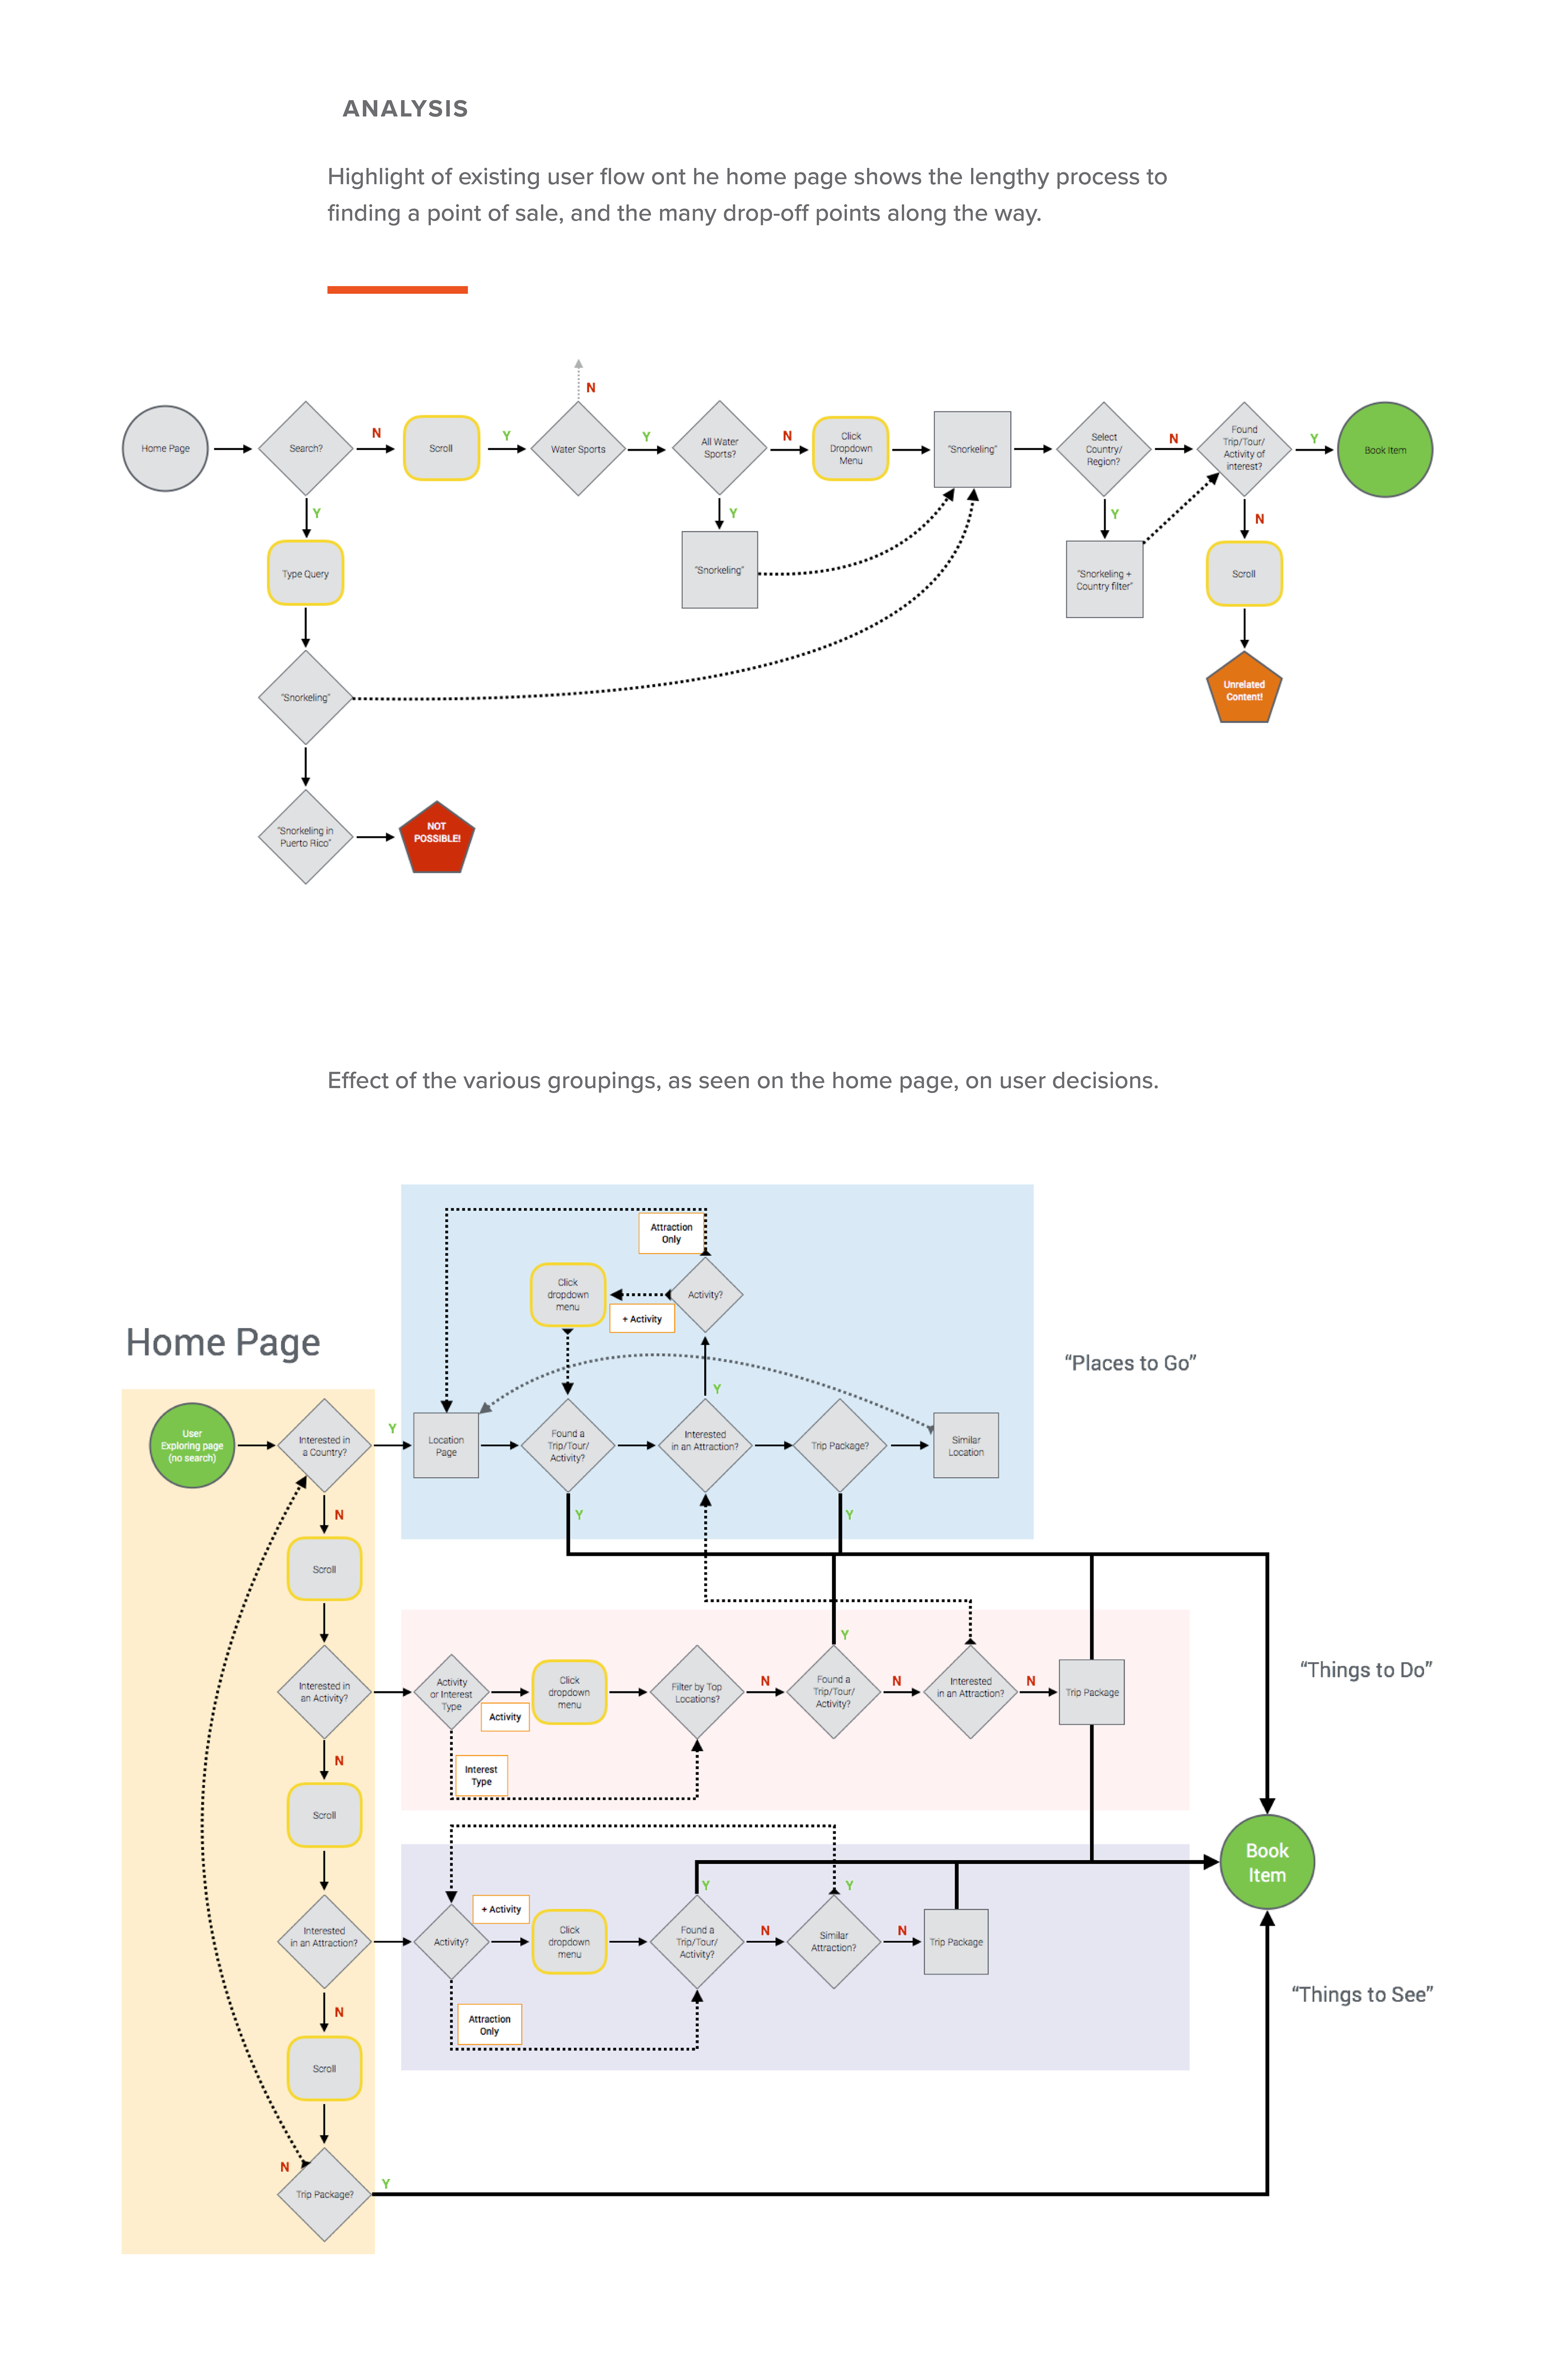 ANALYSIS
Highlight of existing user flow ont he home page shows the lengthy process to
finding a point of sale, and the many drop-off points along the way.
N
Home Page
Search?
N
Scroll
Y
Water Sports
Y
All Water
Sports?
N
Click
Dropdown
Menu
"Snorkeling"
Select
Country/
Region?
N
Found
Trip/Tour/
Activity of
interest?
Y
Book Item
Y
Y
Y
N
Type Query
"Snorkeling"
"Snorkeling +
Country filter"
Scroll
"Snorkeling"
Unrelated
Content!
"Snorkeling in
Puerto Rico"
NOT
POSSIBLE!
Effect of the various groupings, as seen on the home page, on user decisions.
Attraction
Only
Click
dropdown
menu
+ Activity
Activity?
Home Page
"Places to Go"
Y
User
Exploring page
(no search)
Interested in
a Country?
Y
Location
Page
Found a
Trip/Tour/
Activity?
Interested
in an Attraction?
Trip Package?
Similar
Location
N
Y
Y
Scroll
Y
"Things to Do"
Interested in
an Activity?
Activity
or Interest
Type
Activity
Click
dropdown
menu
Filter by Top
Locations?
N
Found a
Trip/Tour/
Activity?
N
Interested
in an Attraction?
N
Trip Package
N
Interest
Type
Scroll
Book
Item
Y
Y
Interested
in an Attraction?
Activity?
+ Activity
Click
dropdown
menu
Found a
Trip/Tour/
Activity?
N
Similar
Attraction?
N
Trip Package
N
Attraction
Only
"Things to See"
Scroll
N
Y
Trip Package?